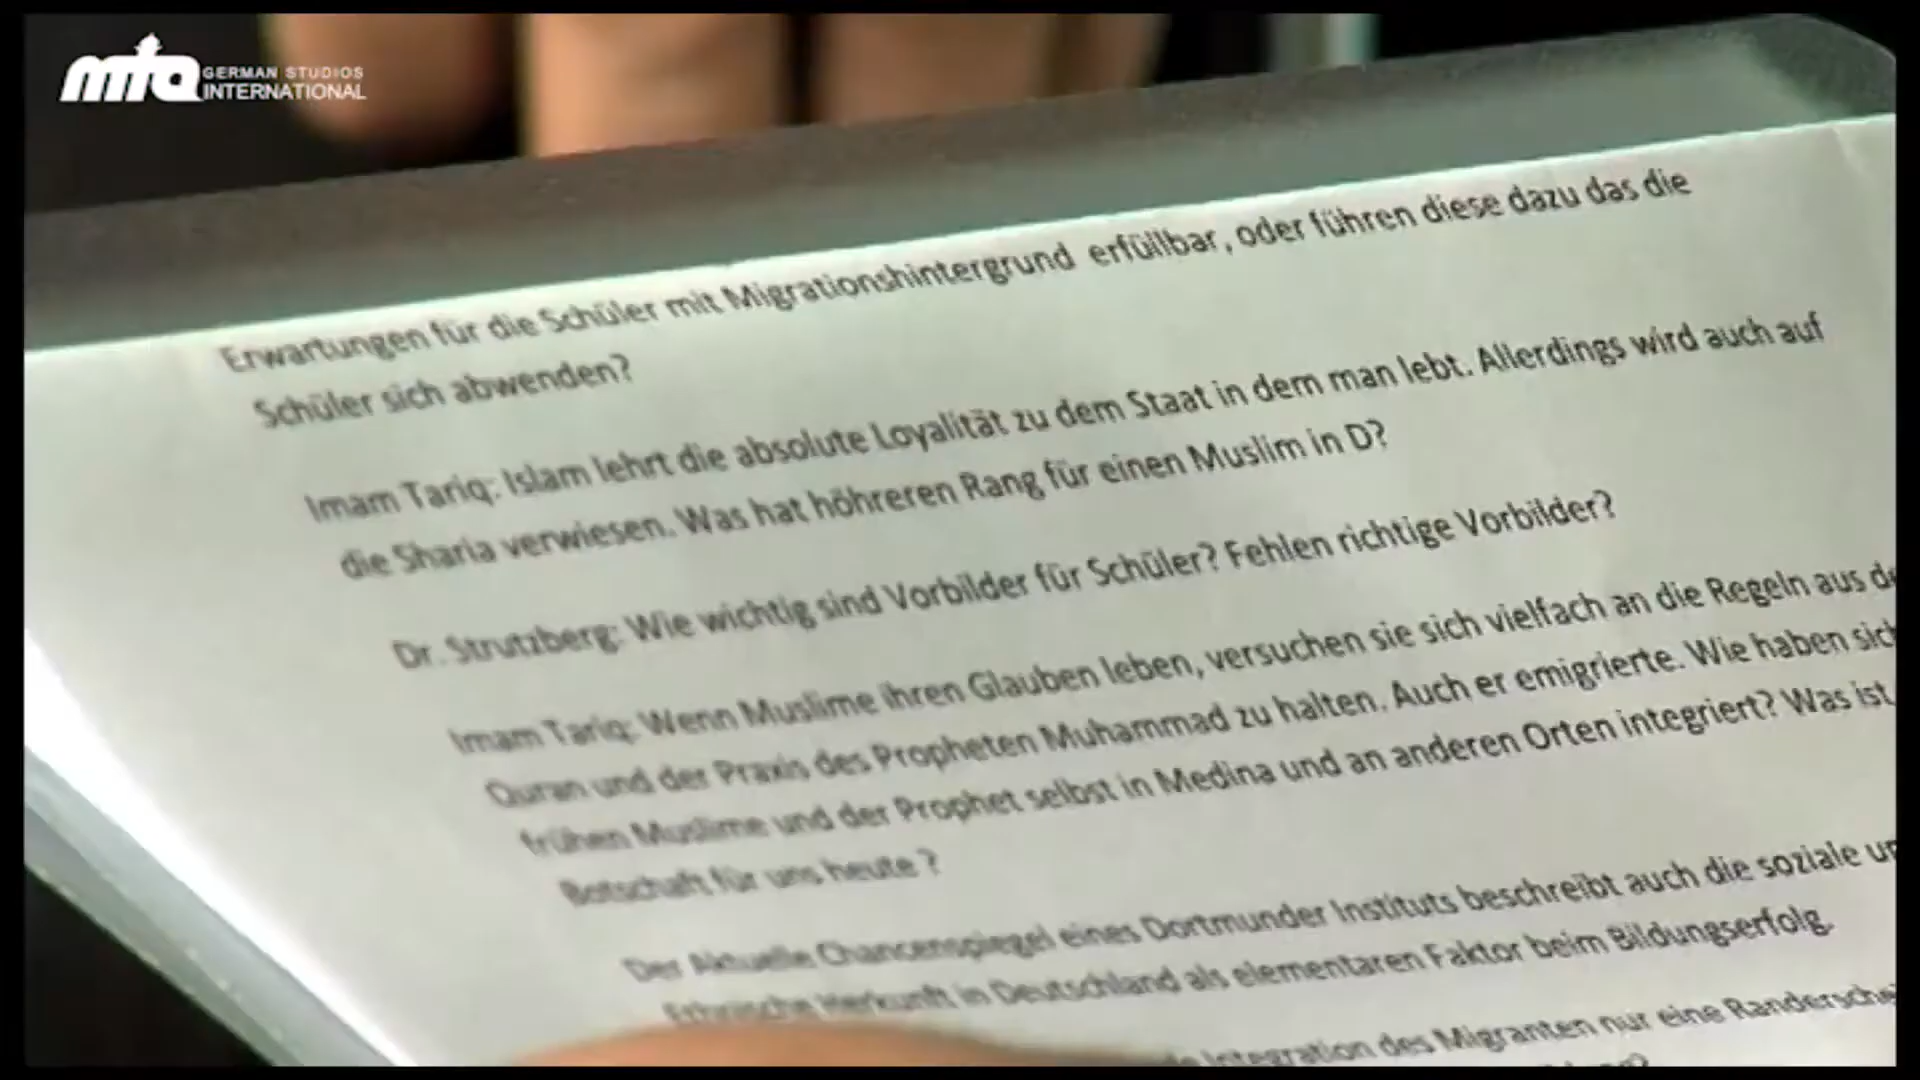 mta GERMAN STUDIOS
INTERNATIONAL
Erwartungen für die Schüler mit Migrationshintergrund erfüllbar, oder führen diese dazu das die
Schüler sich abwenden?
Imam Tariq: Islam lehrt die absolute Loyalität zu dem Staat in dem man lebt. Allerdings wird auch auf
die Sharia verwiesen. Was hat höhreren Rang für einen Muslim in D?
Dr. Strutzberg: Wie wichtig sind Vorbilder für Schüler? Fehlen richtige Vorbilder?
Imam Tariq: Wenn Muslime ihren Glauben leben, versuchen sie sich vielfach an die Regeln aus
Quran und der Praxis des Propheten Muhammad zu halten. Auch er emigrierte. Wie haben sich
frühen Muslime und der Prophet selbst in Medina und an anderen Orten integriert? Was ist
Botschaft für uns heute ?
Der Aktuelle Chancenspiegel eines Dortmunder Instituts beschreibt auch die soziale
Ethnische Herkunft in Deutschland als elementaren Faktor beim Bildungserfolg.
Integration des Migranten nur eine